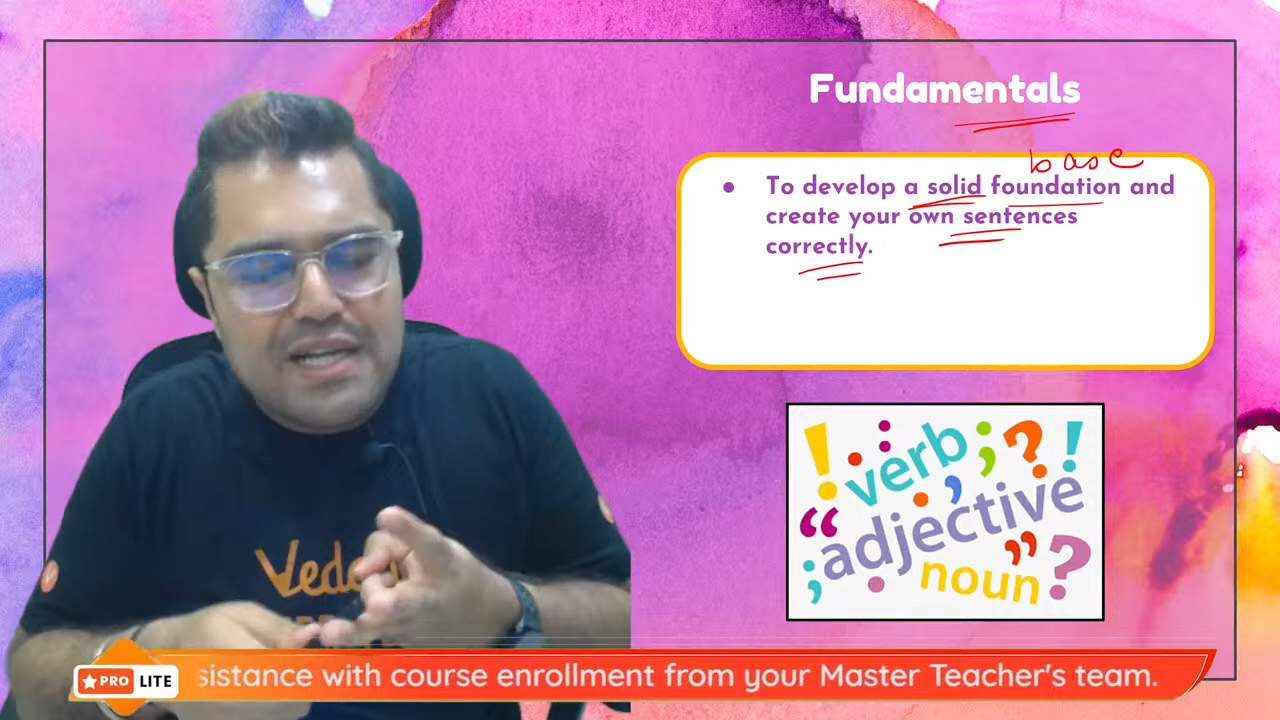 Fundamentals
base
• To develop a solid foundation and
create your own sentences
correctly.
! : verb ; ? !
“ adjective
; noun ” ?
Veda
PRO LITE
sistance with course enrollment from your Master Teacher's team.